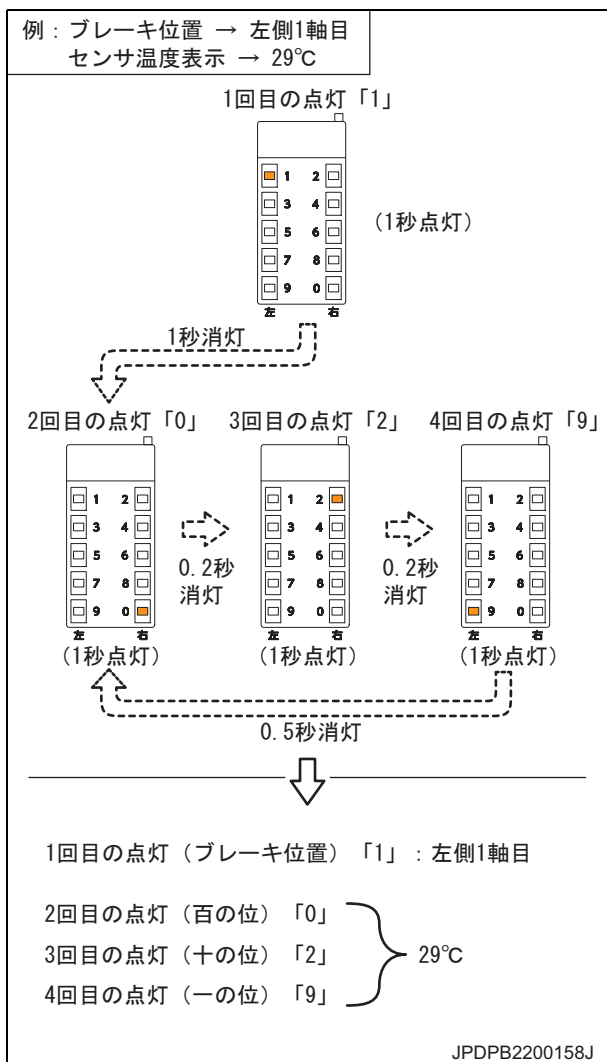 例：ブレーキ位置 → 左側1軸目
センサ温度表示 → 29℃
1回目の点灯「1」
1 2
3 4
5 6
7 8
9 0
左 右
(1秒点灯)
1秒消灯
2回目の点灯「0」 3回目の点灯「2」 4回目の点灯「9」
1 2 1 2 1 2
3 4 3 4 3 4
5 6 5 6 5 6
7 8 7 8 7 8
9 0 9 0 9 0
左 右 左 右 左 右
0.2秒 0.2秒
消灯 消灯
(1秒点灯) (1秒点灯) (1秒点灯)
0.5秒消灯
1回目の点灯（ブレーキ位置）「1」：左側1軸目
2回目の点灯（百の位）「0」
3回目の点灯（十の位）「2」 29℃
4回目の点灯（一の位）「9」
JPDPB2200158J